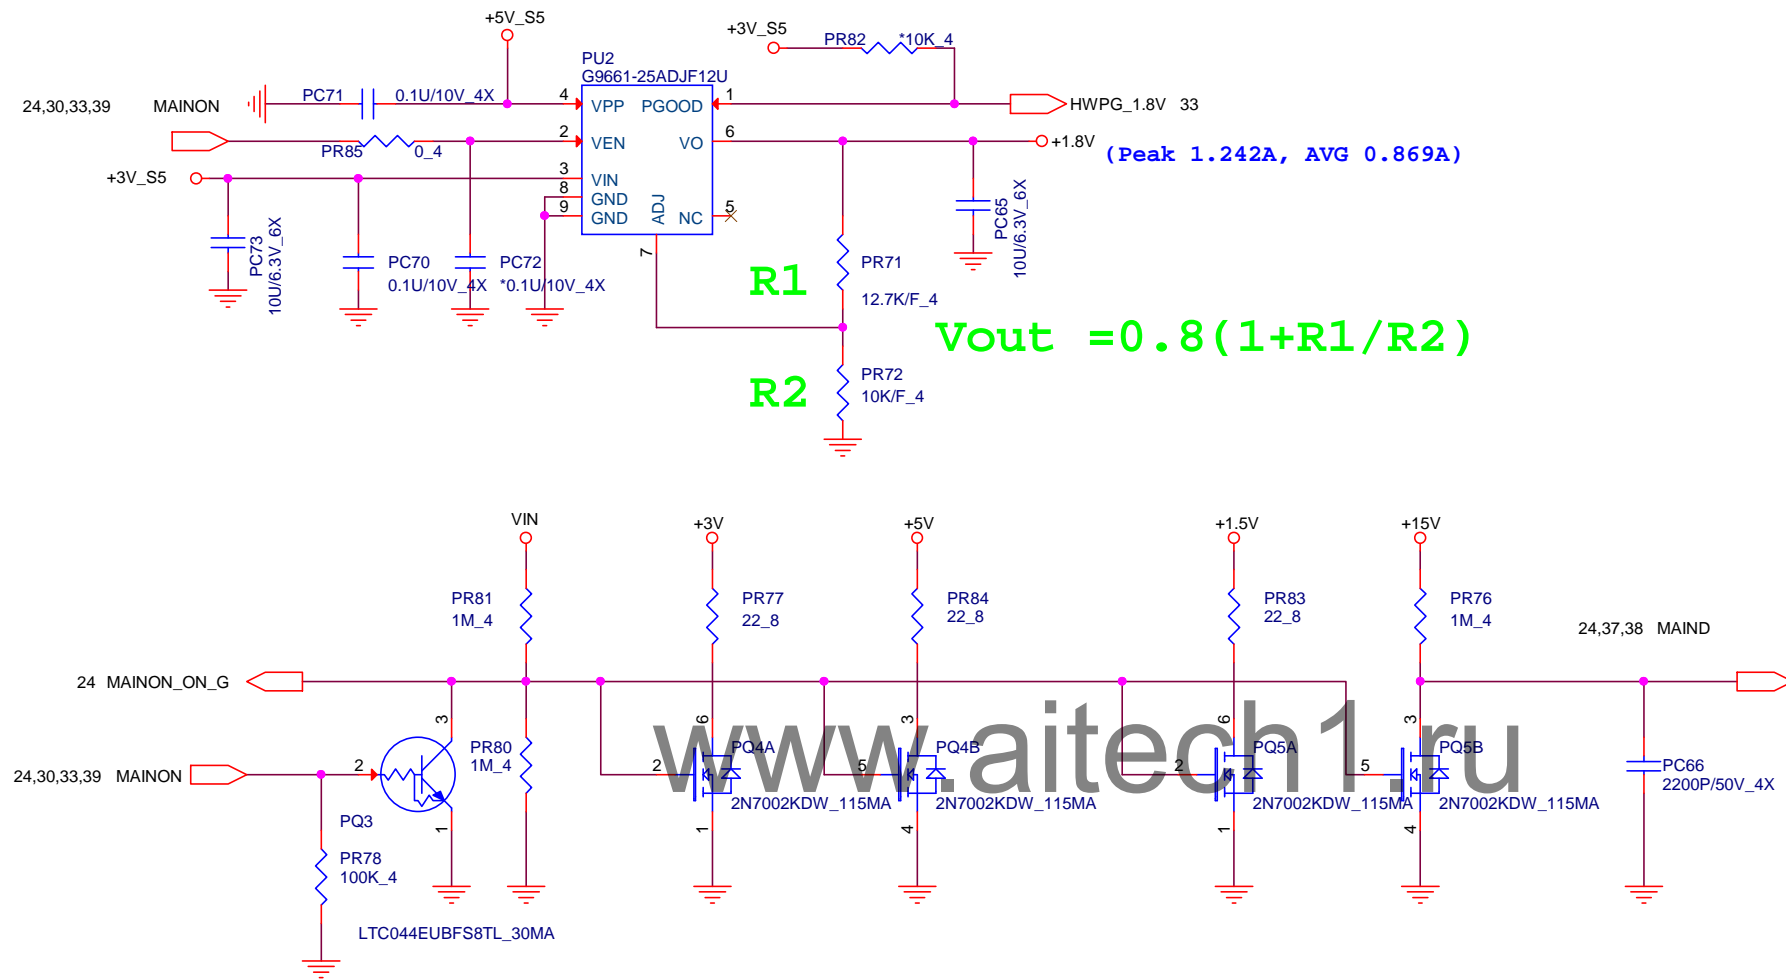 +5V_S5
+3V_S5
PR82
*10K_4
PU2
G9661-25ADJF12U
PC71
0.1U/10V_4X
24,30,33,39
MAINON
4
VPP
PGOOD
1
HWPG_1.8V
33
PR85
0_4
2
VEN
VO
6
+1.8V
(Peak 1.242A, AVG 0.869A)
+3V_S5
3
VIN
8
GND
9
GND
ADJ
NC
5
7
PC73
10U/6.3V_6X
PC70
0.1U/10V_4X
PC72
*0.1U/10V_4X
PC65
10U/6.3V_6X
R1
PR71
12.7K/F_4
Vout =0.8(1+R1/R2)
R2
PR72
10K/F_4
VIN
+3V
+5V
+1.5V
+15V
PR81
1M_4
PR77
22_8
PR84
22_8
PR83
22_8
PR76
1M_4
24,37,38 MAIND
24 MAINON_ON_G
3
6
3
6
3
PR80
1M_4
24,30,33,39 MAINON
2
2
PQ4A
5
PQ4B
2
PQ5A
5
PQ5B
www.aitech1.ru
2N7002KDW_115MA
2N7002KDW_115MA
2N7002KDW_115MA
2N7002KDW_115MA
PC66
2200P/50V_4X
PQ3
1
1
4
1
4
PR78
100K_4
LTC044EUBFS8TL_30MA